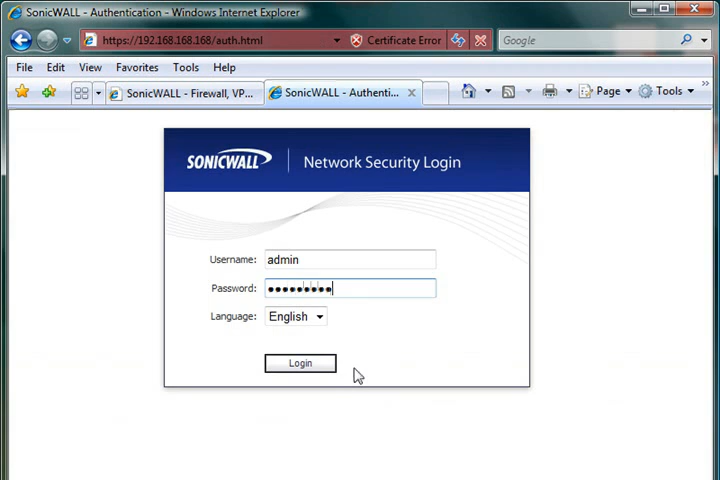 SonicWALL - Authentication - Windows Internet Explorer
https://192.168.168.168/auth.html
Certificate Error
Google
File Edit View Favorites Tools Help
SonicWALL - Firewall, VP...
SonicWALL - Authenti...
Page
Tools
SONICWALL
Network Security Login
Username: admin
Password:
Language: English
Login